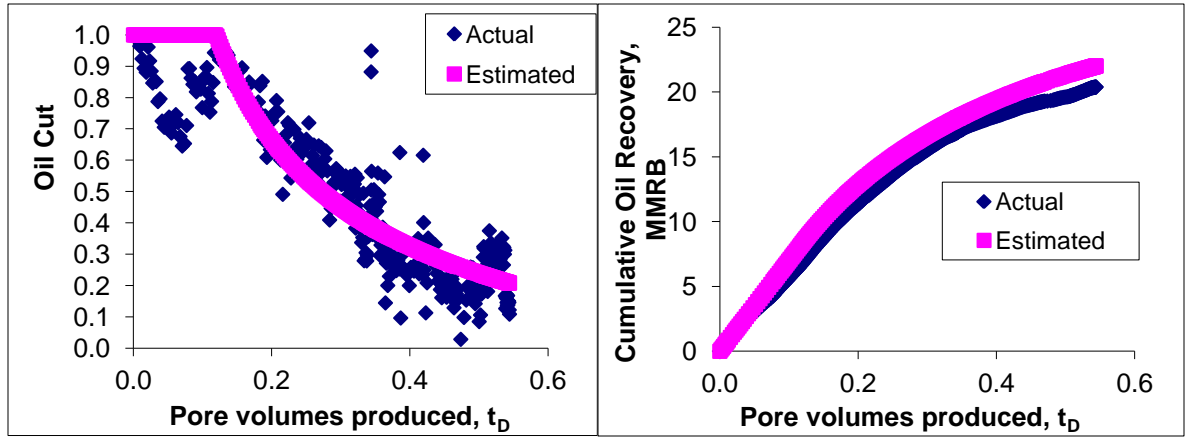 Oil Cut
1.0
0.9
0.8
0.7
0.6
0.5
0.4
0.3
0.2
0.1
0.0
Actual
Estimated
0.0 0.2 0.4 0.6
Pore volumes produced, tD
Cumulative Oil Recovery,
MMRB
25
20
15
10
5
0
Actual
Estimated
0.0 0.2 0.4 0.6
Pore volumes produced, tD